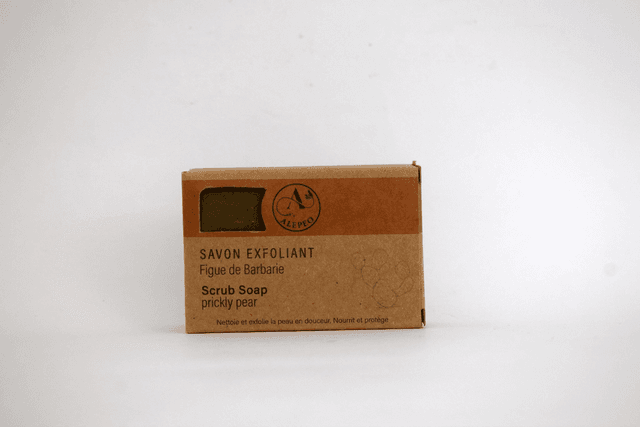 ALEPEO
SAVON EXFOLIANT
Figue de Barbarie
Scrub Soap
prickly pear
Nettoie et exfolie la peau en douceur. Nourrit et protège